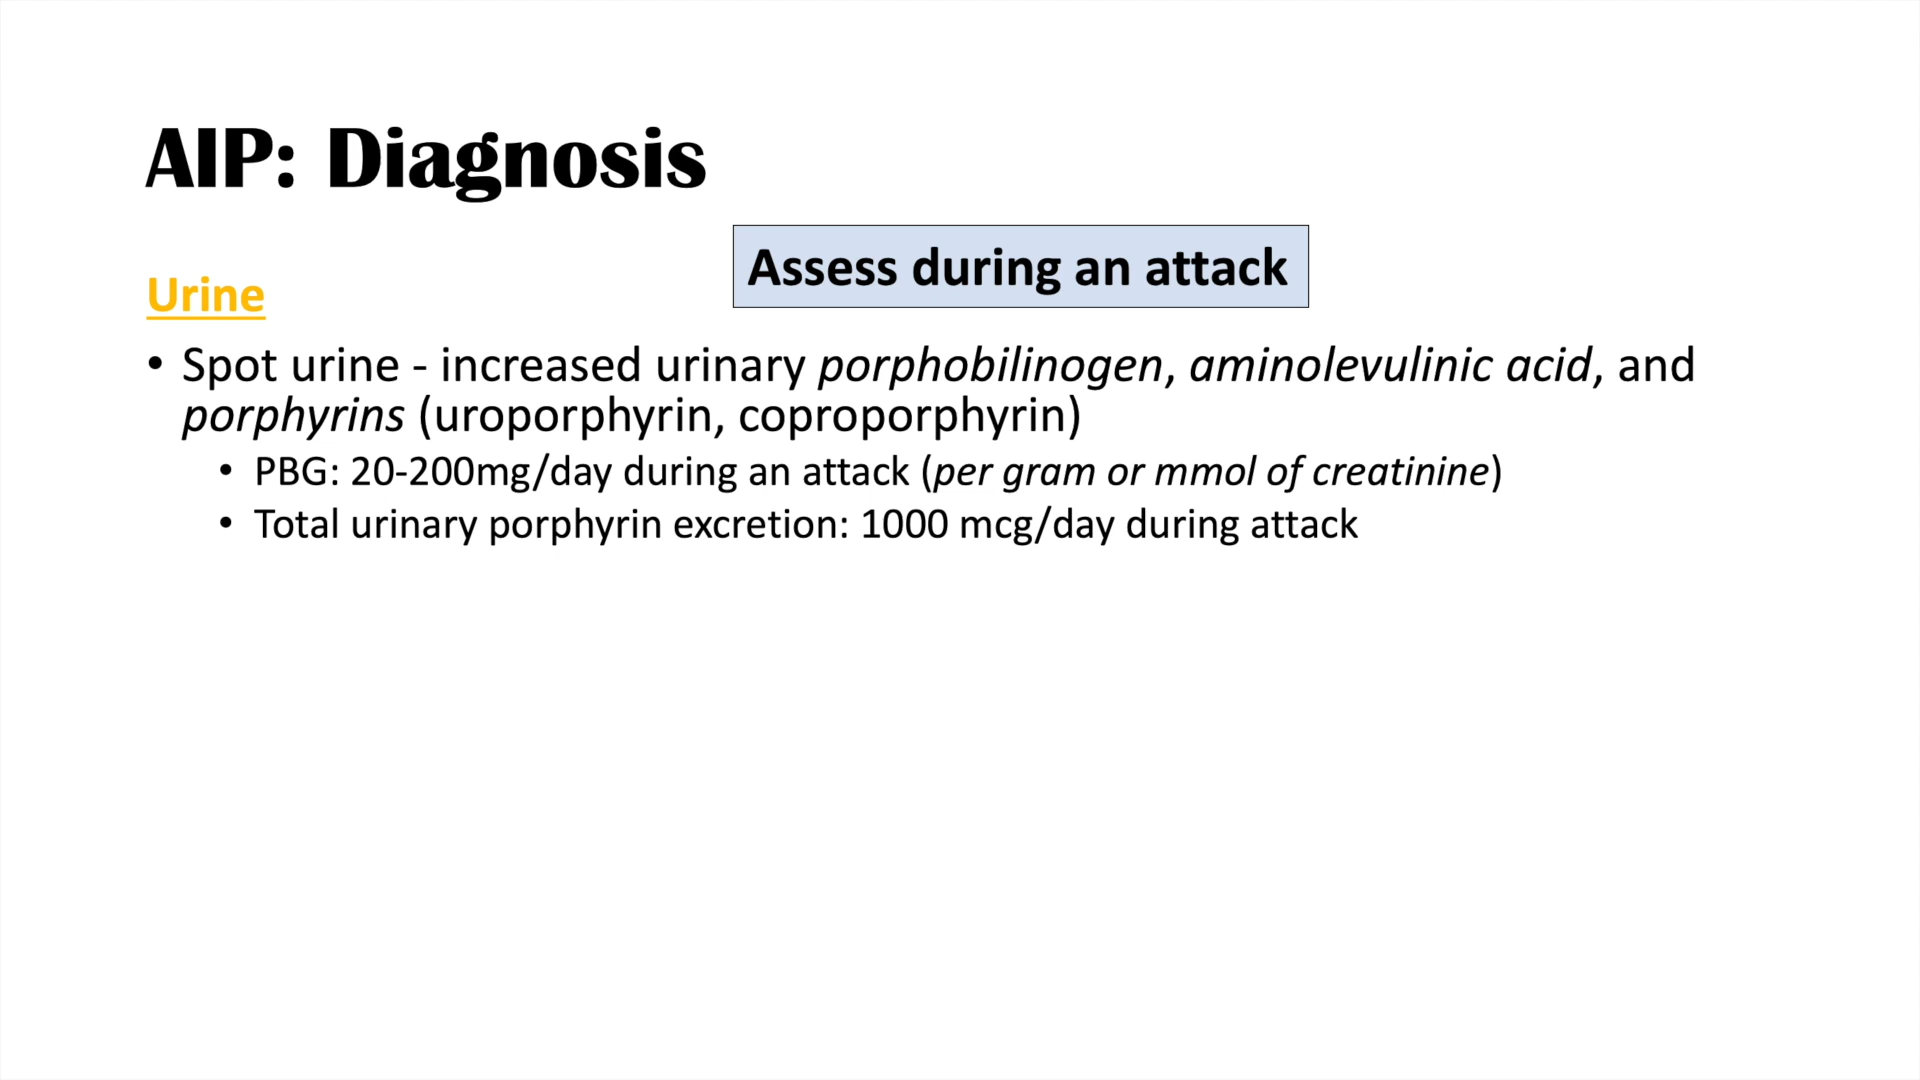 AIP: Diagnosis
Assess during an attack
Urine
• Spot urine - increased urinary porphobilinogen, aminolevulinic acid, and
porphyrins (uroporphyrin, coproporphyrin)
• PBG: 20-200mg/day during an attack (per gram or mmol of creatinine)
• Total urinary porphyrin excretion: 1000 mcg/day during attack